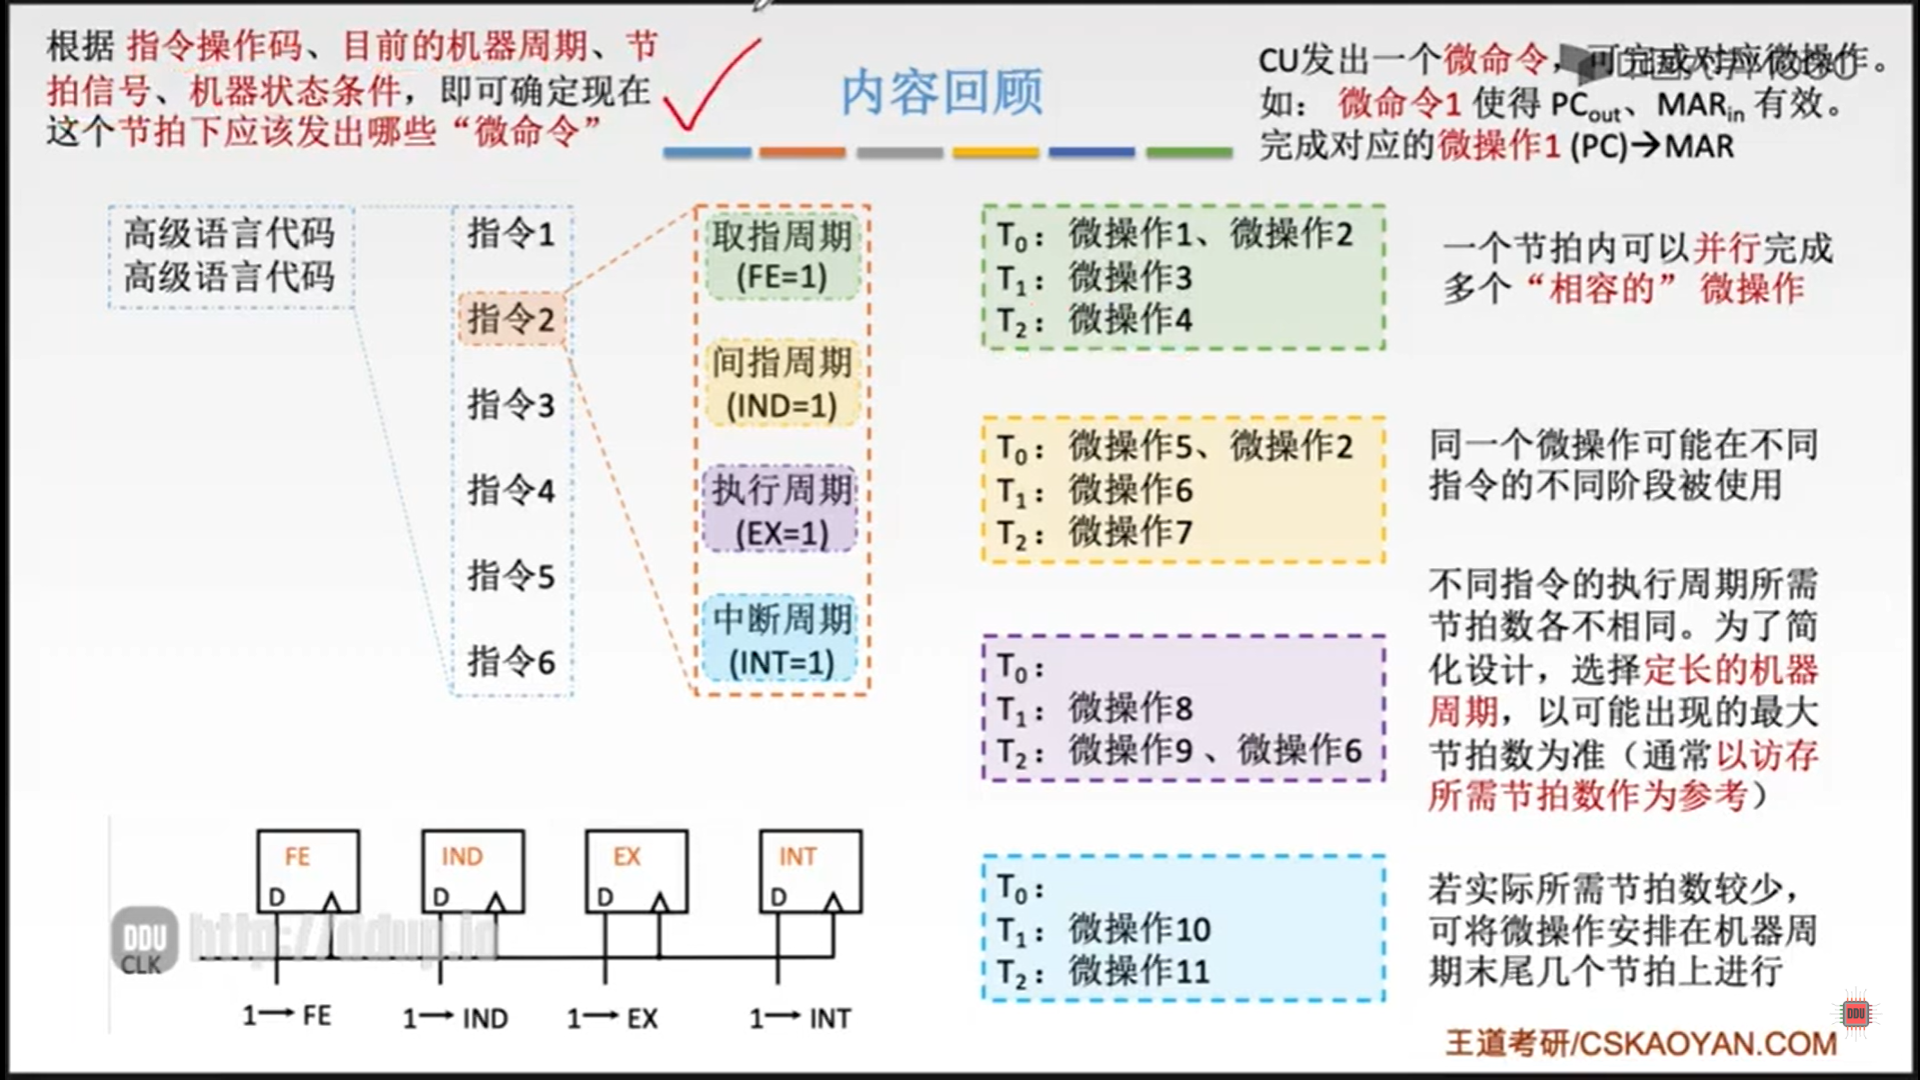 根据 指令操作码、目前的机器周期、节
拍信号、机器状态条件，即可确定现在
这个节拍下应该发出哪些“微命令”
内容回顾
CU发出一个微命令，可完成对应微操作。
如： 微命令1 使得 PCout、MARin 有效。
完成对应的微操作1 (PC)→MAR
高级语言代码
高级语言代码
指令1
指令2
指令3
指令4
指令5
指令6
取指周期
(FE=1)
间指周期
(IND=1)
执行周期
(EX=1)
中断周期
(INT=1)
T0： 微操作1、微操作2
T1： 微操作3
T2： 微操作4
一个节拍内可以并行完成
多个“相容的” 微操作
T0： 微操作5、微操作2
T1： 微操作6
T2： 微操作7
同一个微操作可能在不同
指令的不同阶段被使用
T0：
T1： 微操作8
T2： 微操作9 、微操作6
不同指令的执行周期所需
节拍数各不相同。为了简
化设计，选择定长的机器
周期，以可能出现的最大
节拍数为准（通常以访存
所需节拍数作为参考）
T0：
T1： 微操作10
T2： 微操作11
若实际所需节拍数较少，
可将微操作安排在机器周
期末尾几个节拍上进行
FE
D
IND
D
EX
D
INT
D
DDU
http://ddup.io
CLK
1→ FE
1→ IND
1→ EX
1→ INT
DDU
王道考研/CSKAOYAN.COM